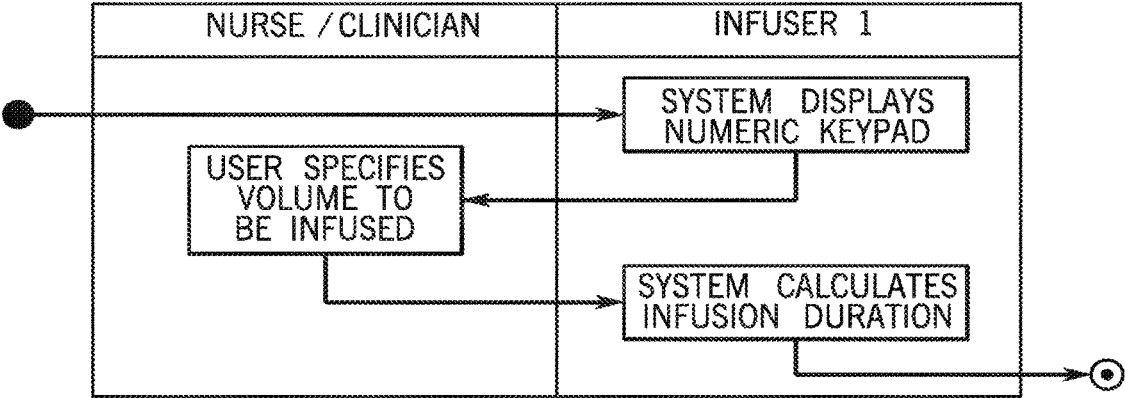 NURSE / CLINICIAN
INFUSER 1
SYSTEM DISPLAYS
NUMERIC KEYPAD
USER SPECIFIES
VOLUME TO
BE INFUSED
SYSTEM CALCULATES
INFUSION DURATION